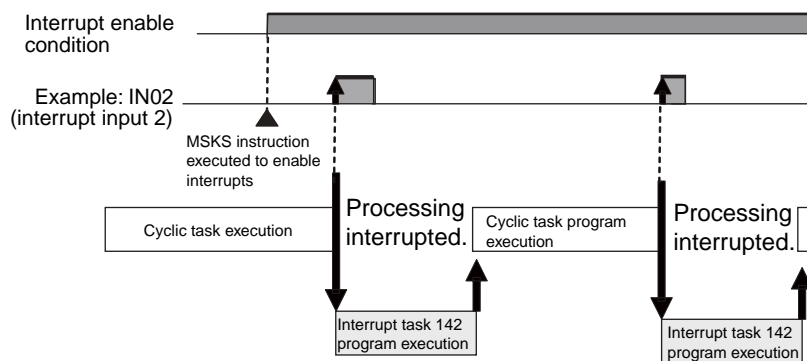 Interrupt enable
condition
Example: IN02
(interrupt input 2)
MSKS instruction
executed to enable
interrupts
Cyclic task execution
Processing
interrupted.
Cyclic task program
execution
Processing
interrupted.
Interrupt task 142
program execution
Interrupt task 142
program execution